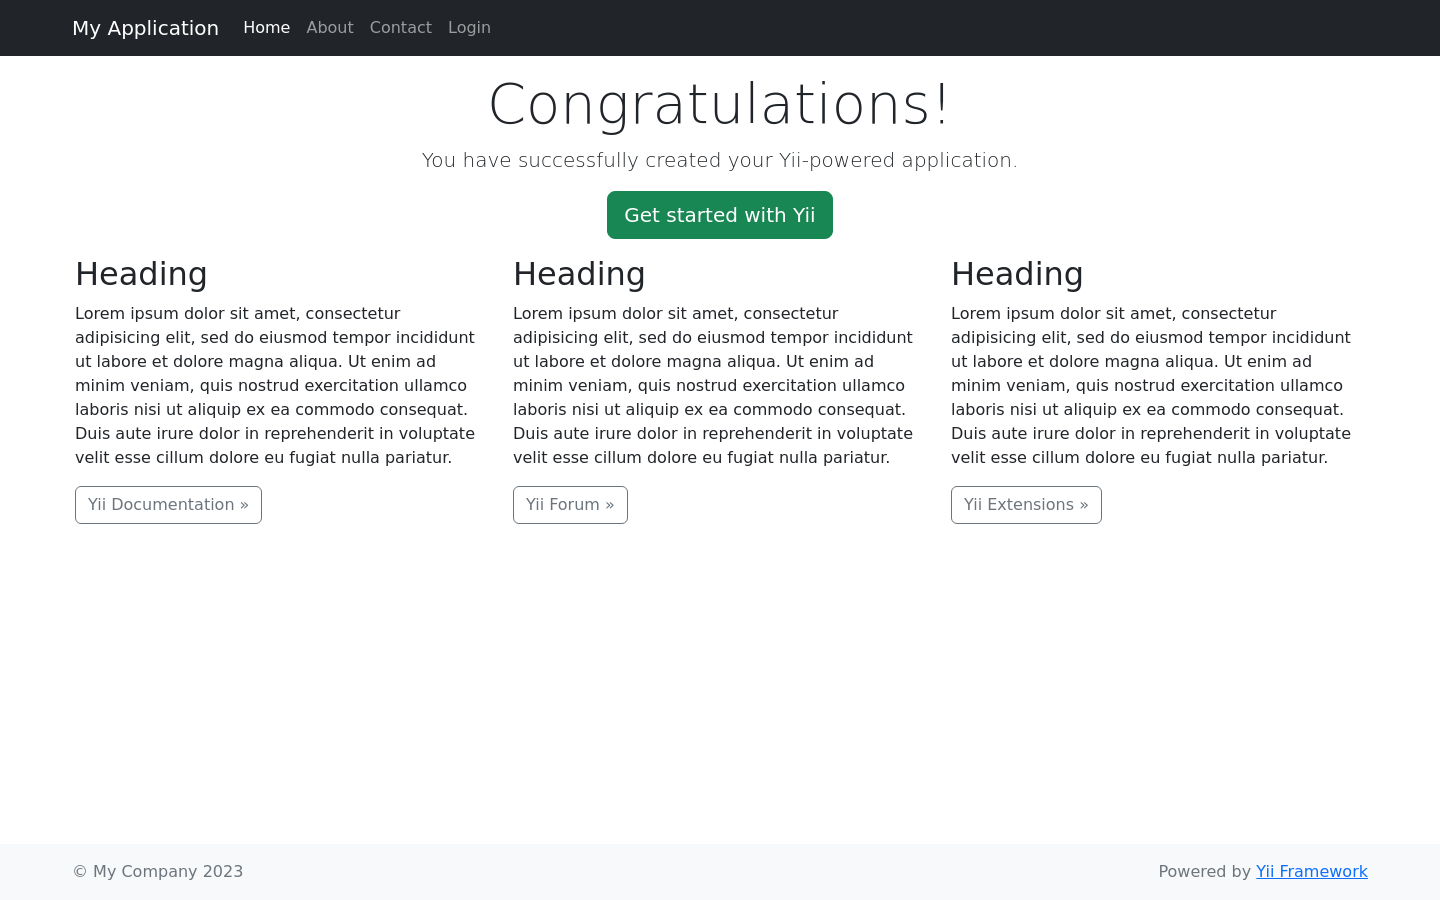 My Application Home About Contact Login
Congratulations!
You have successfully created your Yii-powered application.
Get started with Yii
Heading
Lorem ipsum dolor sit amet, consectetur
adipisicing elit, sed do eiusmod tempor incididunt
ut labore et dolore magna aliqua. Ut enim ad
minim veniam, quis nostrud exercitation ullamco
laboris nisi ut aliquip ex ea commodo consequat.
Duis aute irure dolor in reprehenderit in voluptate
velit esse cillum dolore eu fugiat nulla pariatur.
Yii Documentation »
Heading
Lorem ipsum dolor sit amet, consectetur
adipisicing elit, sed do eiusmod tempor incididunt
ut labore et dolore magna aliqua. Ut enim ad
minim veniam, quis nostrud exercitation ullamco
laboris nisi ut aliquip ex ea commodo consequat.
Duis aute irure dolor in reprehenderit in voluptate
velit esse cillum dolore eu fugiat nulla pariatur.
Yii Forum »
Heading
Lorem ipsum dolor sit amet, consectetur
adipisicing elit, sed do eiusmod tempor incididunt
ut labore et dolore magna aliqua. Ut enim ad
minim veniam, quis nostrud exercitation ullamco
laboris nisi ut aliquip ex ea commodo consequat.
Duis aute irure dolor in reprehenderit in voluptate
velit esse cillum dolore eu fugiat nulla pariatur.
Yii Extensions »
© My Company 2023
Powered by Yii Framework